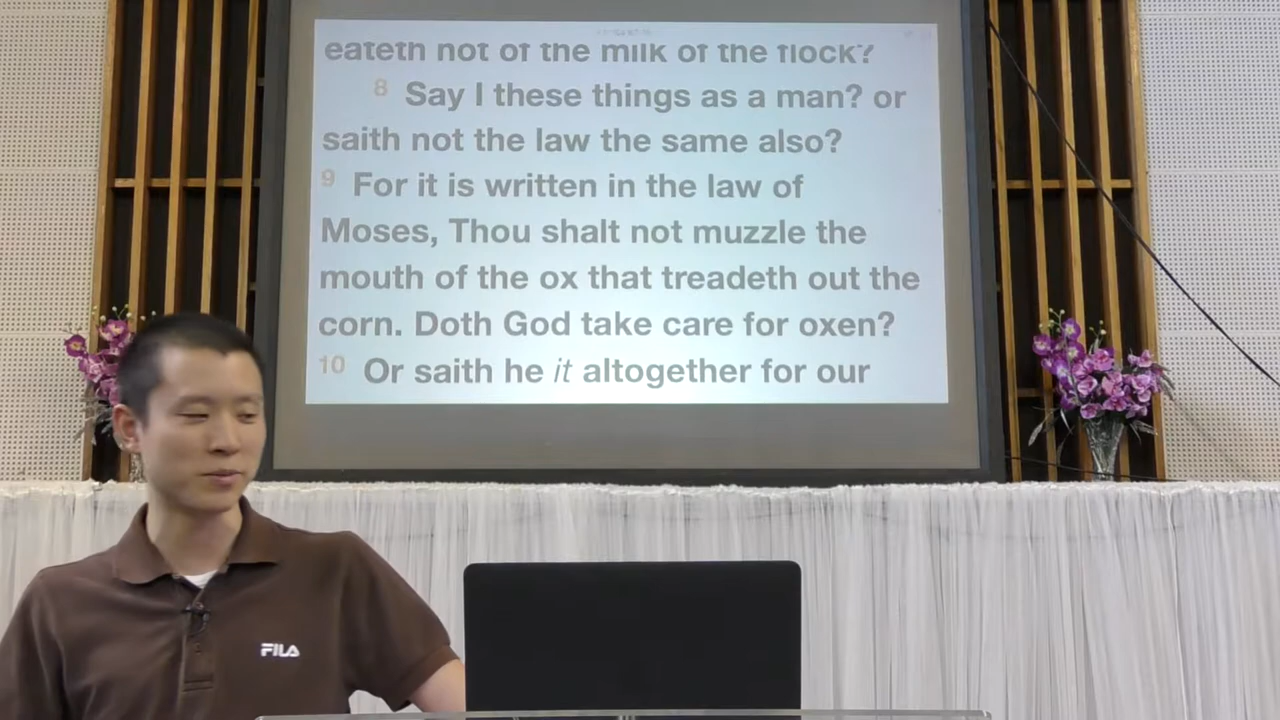 eateth not of the milk of the flock?
8 Say I these things as a man? or
saith not the law the same also?
9 For it is written in the law of
Moses, Thou shalt not muzzle the
mouth of the ox that treadeth out the
corn. Doth God take care for oxen?
10 Or saith he it altogether for our
FILA